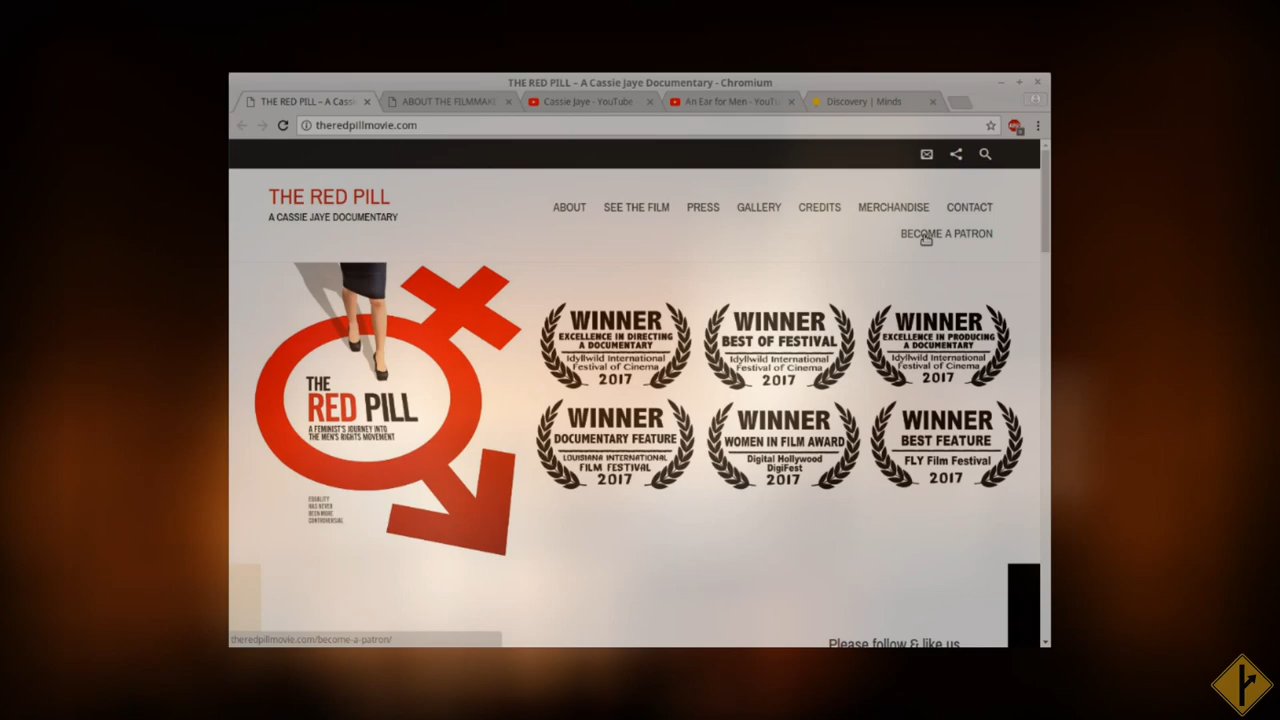 THE RED PILL – A Cassie Jaye Documentary - Chromium
THE RED PILL – A Cassi
ABOUT THE FILMMAK
Cassie Jaye - YouTube
An Ear for Men - YouTu
Discovery | Minds
theredpillmovie.com
THE RED PILL
A CASSIE JAYE DOCUMENTARY
ABOUT SEE THE FILM PRESS GALLERY CREDITS MERCHANDISE CONTACT
BECOME A PATRON
THE
RED PILL
A FEMINIST'S JOURNEY INTO
THE MEN'S RIGHTS MOVEMENT
EQUALITY
HAS NEVER
BEEN MORE
CONTROVERSIAL
WINNER
EXCELLENCE IN DIRECTING
A DOCUMENTARY
Idyllwild International
Festival of Cinema
2017
WINNER
BEST OF FESTIVAL
Idyllwild International
Festival of Cinema
2017
WINNER
EXCELLENCE IN PRODUCING
A DOCUMENTARY
Idyllwild International
Festival of Cinema
2017
WINNER
DOCUMENTARY FEATURE
LOUISIANA INTERNATIONAL
FILM FESTIVAL
2017
WINNER
WOMEN IN FILM AWARD
Digital Hollywood
DigiFest
2017
WINNER
BEST FEATURE
FLY Film Festival
2017
Please follow & like us
theredpillmovie.com/become-a-patron/